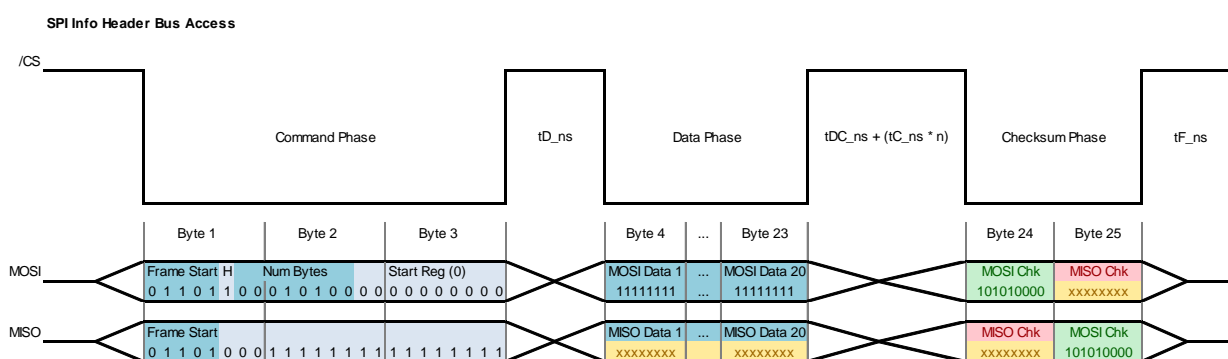 SPI Info Header Bus Access
/CS
Command Phase tD_ns Data Phase tDC_ns + (tC_ns * n) Checksum Phase tF_ns
Byte 1 Byte 2 Byte 3 Byte 4 ... Byte 23 Byte 24 Byte 25
MOSI Frame Start H Num Bytes Start Reg (0) MOSI Data 1 ... MOSI Data 20 MOSI Chk MISO Chk
0 1 1 0 1 1 0 0 0 1 0 1 0 0 0 0 0 0 0 0 0 0 0 0 11111111 ... 11111111 101010000 xxxxxxxx
MISO Frame Start MISO Data 1 ... MISO Data 20 MISO Chk MOSI Chk
0 1 1 0 1 0 0 0 1 1 1 1 1 1 1 1 1 1 1 1 1 1 1 1 xxxxxxxx xxxxxxxx xxxxxxxx 101010000